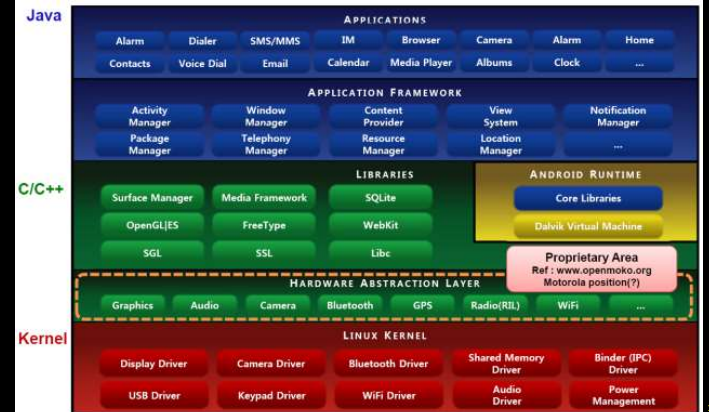 Java
APPLICATIONS
Alarm Dialer SMS/MMS IM Browser Camera Alarm Home
Contacts Voice Dial Email Calendar Media Player Albums Clock ...
APPLICATION FRAMEWORK
Activity Manager Window Manager Content Provider View System Notification Manager
Package Manager Telephony Manager Resource Manager Location Manager ...
C/C++
LIBRARIES
Surface Manager Media Framework SQLite
OpenGL|ES FreeType WebKit
SGL SSL Libc
ANDROID RUNTIME
Core Libraries
Dalvik Virtual Machine
Proprietary Area
Ref : www.openmoko.org
Motorola position(?)
HARDWARE ABSTRACTION LAYER
Graphics Audio Camera Bluetooth GPS Radio(RIL) WiFi ...
Kernel
LINUX KERNEL
Display Driver Camera Driver Bluetooth Driver Shared Memory Driver Binder (IPC) Driver
USB Driver Keypad Driver WiFi Driver Audio Driver Power Management